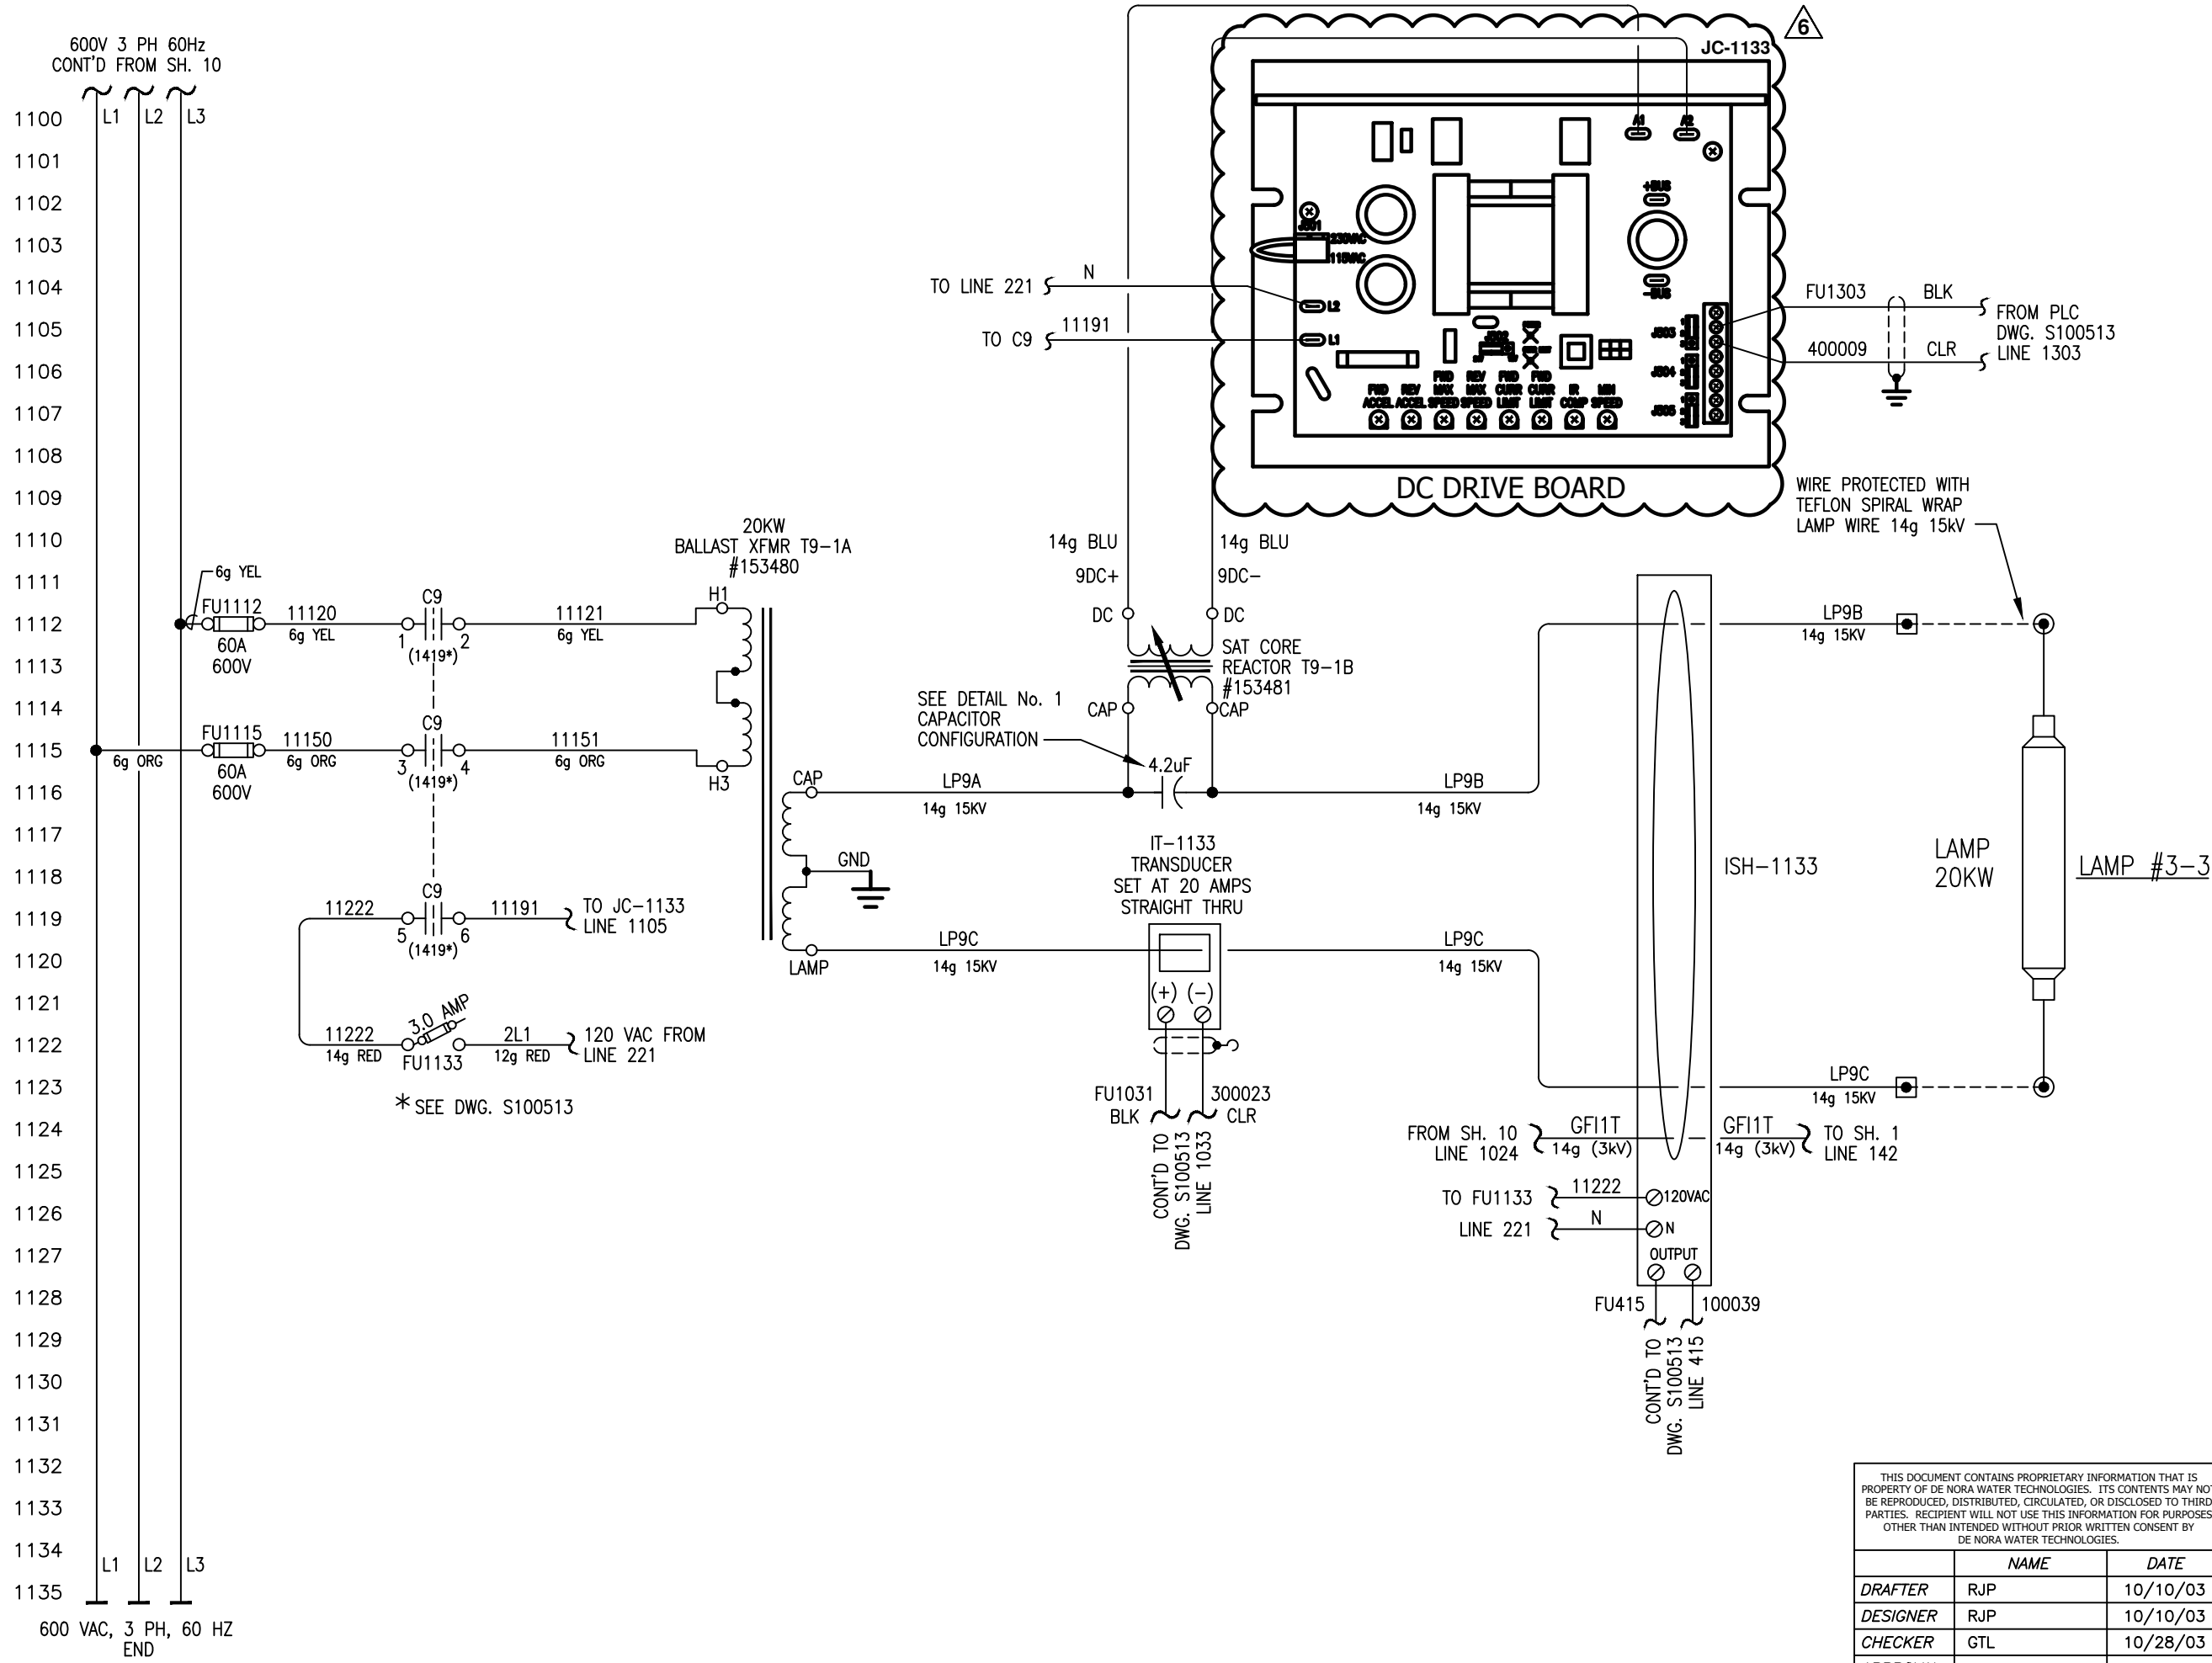 600V 3 PH 60Hz
CONT'D FROM SH. 10
L1 L2 L3
1100
1101
1102
1103
1104
1105
1106
1107
1108
1109
1110
1111
1112
1113
1114
1115
1116
1117
1118
1119
1120
1121
1122
1123
1124
1125
1126
1127
1128
1129
1130
1131
1132
1133
1134
1135
L1 L2 L3
600 VAC, 3 PH, 60 HZ
END
6g YEL
FU1112
60A
600V
11120
6g YEL
C9
1 2
(1419*)
11121
6g YEL
6g ORG
FU1115
60A
600V
11150
6g ORG
C9
3 4
(1419*)
11151
6g ORG
11222
C9
5 6
(1419*)
11191
TO JC-1133
LINE 1105
11222
14g RED
3.0 AMP
FU1133
2L1
12g RED
120 VAC FROM
LINE 221
* SEE DWG. S100513
20KW
BALLAST XFMR T9-1A
#153480
H1
H3
CAP
GND
LAMP
LP9A
14g 15KV
LP9C
14g 15KV
SEE DETAIL No. 1
CAPACITOR
CONFIGURATION
4.2uF
14g BLU
9DC+
14g BLU
9DC-
DC DC
SAT CORE
REACTOR T9-1B
#153481
CAP CAP
LP9B
14g 15KV
IT-1133
TRANSDUCER
SET AT 20 AMPS
STRAIGHT THRU
(+) (-)
LP9C
14g 15KV
FU1031
BLK
300023
CLR
CONT'D TO
DWG. S100513
LINE 1033
TO LINE 221
N
TO C9
11191
6
JC-1133
A1 A2
J501
230VAC
115VAC
L2
L1
+BUS
-BUS
J502
J503
J504
J505
FWD
ACCEL
REV
ACCEL
FWD
MAX
SPEED
REV
MAX
SPEED
FWD
CURR
LIMIT
FWD
CURR
LIMIT
IR
COMP
MIN
SPEED
DC DRIVE BOARD
FU1303
BLK
400009
CLR
FROM PLC
DWG. S100513
LINE 1303
WIRE PROTECTED WITH
TEFLON SPIRAL WRAP
LAMP WIRE 14g 15kV
LP9B
14g 15KV
ISH-1133
LAMP
20KW
LAMP #3-3
LP9C
14g 15KV
FROM SH. 10
LINE 1024
GFI1T
14g (3kV)
GFI1T
14g (3kV)
TO SH. 1
LINE 142
TO FU1133
11222
120VAC
LINE 221
N
N
OUTPUT
FU415
100039
CONT'D TO
DWG. S100513
LINE 415
THIS DOCUMENT CONTAINS PROPRIETARY INFORMATION THAT IS
PROPERTY OF DE NORA WATER TECHNOLOGIES. ITS CONTENTS MAY NOT
BE REPRODUCED, DISTRIBUTED, CIRCULATED, OR DISCLOSED TO THIRD
PARTIES. RECIPIENT WILL NOT USE THIS INFORMATION FOR PURPOSES
OTHER THAN INTENDED WITHOUT PRIOR WRITTEN CONSENT BY
DE NORA WATER TECHNOLOGIES.
NAME DATE
DRAFTER RJP 10/10/03
DESIGNER RJP 10/10/03
CHECKER GTL 10/28/03